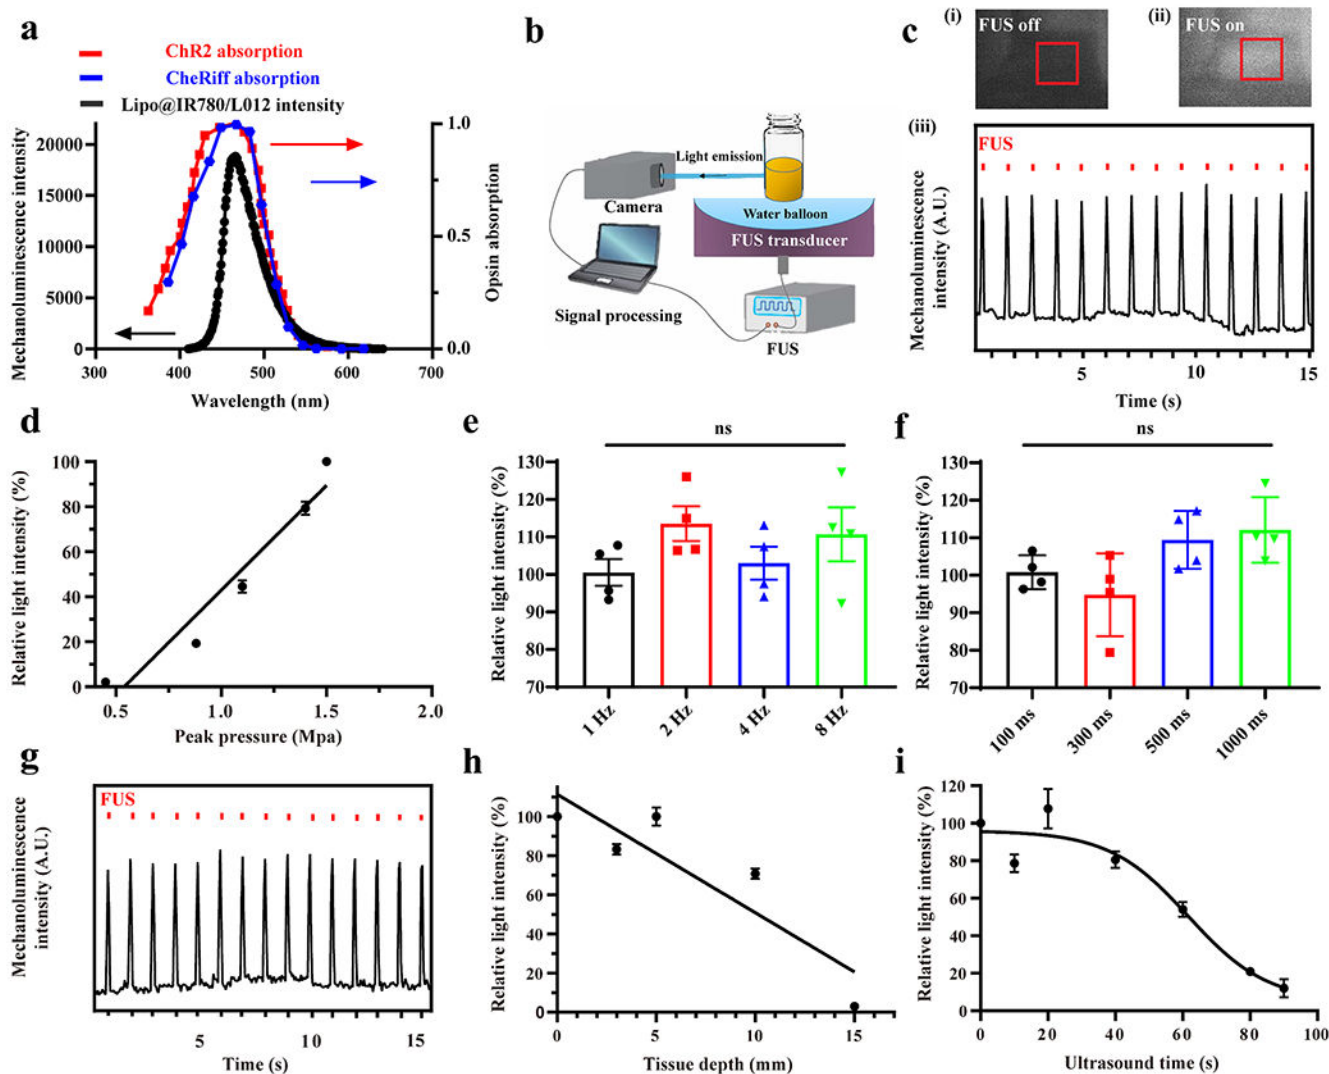 a
ChR2 absorption
CheRiff absorption
Lipo@IR780/L012 intensity
Mechanoluminescence intensity
20000
15000
10000
5000
0
300
400
500
600
700
Wavelength (nm)
1.0
0.5
0.0
Opsin absorption
b
Light emission
Camera
Water balloon
FUS transducer
Signal processing
FUS
c
(i)
FUS off
(ii)
FUS on
(iii)
FUS
Mechanoluminescence
intensity (A.U.)
5
10
15
Time (s)
d
Relative light intensity (%)
100
80
60
40
20
0
0.5
1.0
1.5
2.0
Peak pressure (Mpa)
e
ns
Relative light intensity (%)
130
120
110
100
90
80
70
1 Hz
2 Hz
4 Hz
8 Hz
f
ns
Relative light intensity (%)
130
120
110
100
90
80
70
100 ms
300 ms
500 ms
1000 ms
g
FUS
Mechanoluminescence
intensity (A.U.)
5
10
15
Time (s)
h
Relative light intensity (%)
100
80
60
40
20
0
0
5
10
15
Tissue depth (mm)
i
Relative light intensity (%)
120
100
80
60
40
20
0
0
20
40
60
80
100
Ultrasound time (s)